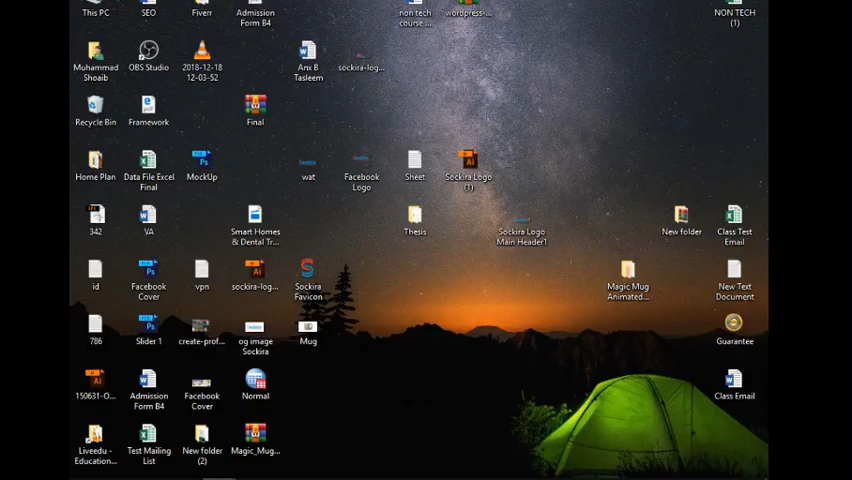 This PC
SEO
Fiverr
Admission
Form B4
non tech
course ...
wordpress-...
NON TECH
(1)
Muhammad
Shoaib
OBS Studio
2018-12-18
12-03-52
Anx B
Tasleem
sockira-log...
Recycle Bin
Framework
Final
Home Plan
Data File Excel
Final
MockUp
wat
Facebook
Logo
Sheet
Sockira Logo
(1)
342
VA
Smart Homes
& Dental Tr...
Thesis
Sockira Logo
Main Header1
New folder
Class Test
Email
id
Facebook
Cover
vpn
sockira-log...
Sockira
Favicon
Magic Mug
Animated...
New Text
Document
786
Slider 1
create-prof...
og image
Sockira
Mug
Guarantee
150631-O...
Admission
Form B4
Facebook
Cover
Normal
Class Email
Liveedu -
Education...
Test Mailing
List
New folder
(2)
Magic_Mug...